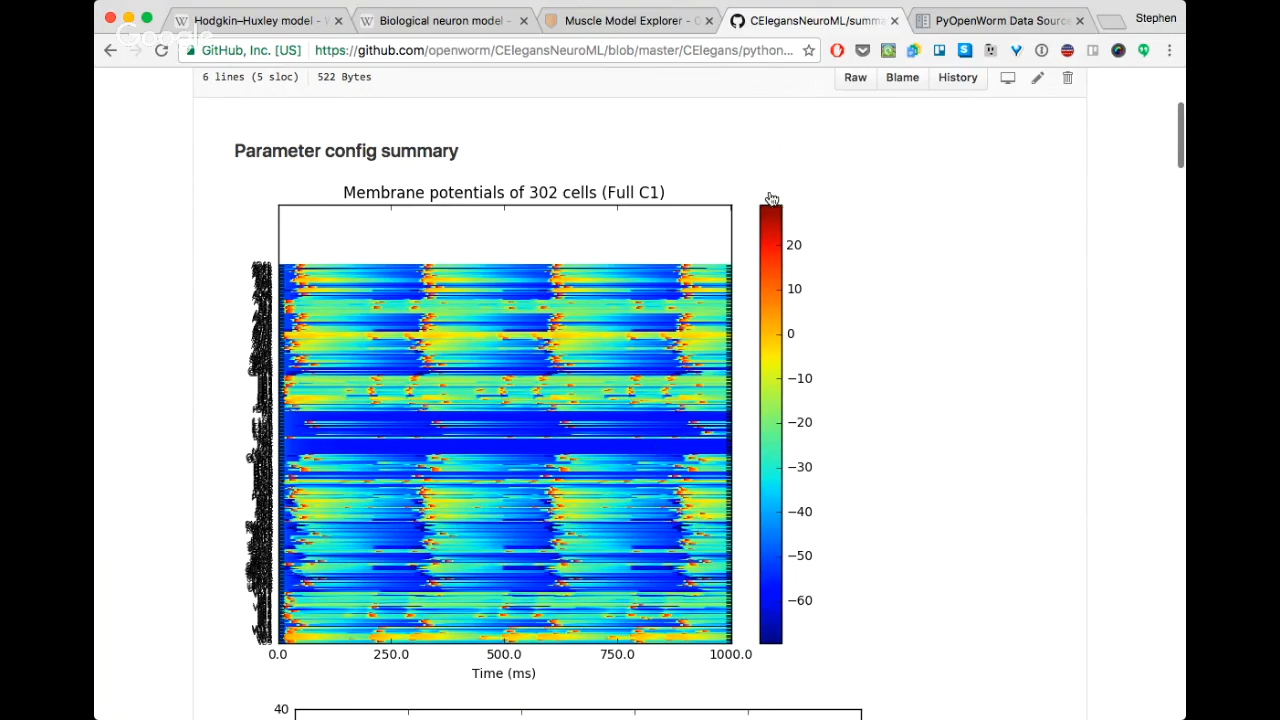 Hodgkin–Huxley model -
Biological neuron model -
Muscle Model Explorer -
CElegansNeuroML/summa
PyOpenWorm Data Source
Stephen
Google
GitHub, Inc. [US]
https://github.com/openworm/CElegansNeuroML/blob/master/CElegans/python...
6 lines (5 sloc)
522 Bytes
Raw
Blame
History
Parameter config summary
Membrane potentials of 302 cells (Full C1)
20
10
0
−10
−20
−30
−40
−50
−60
0.0
250.0
500.0
750.0
1000.0
Time (ms)
40